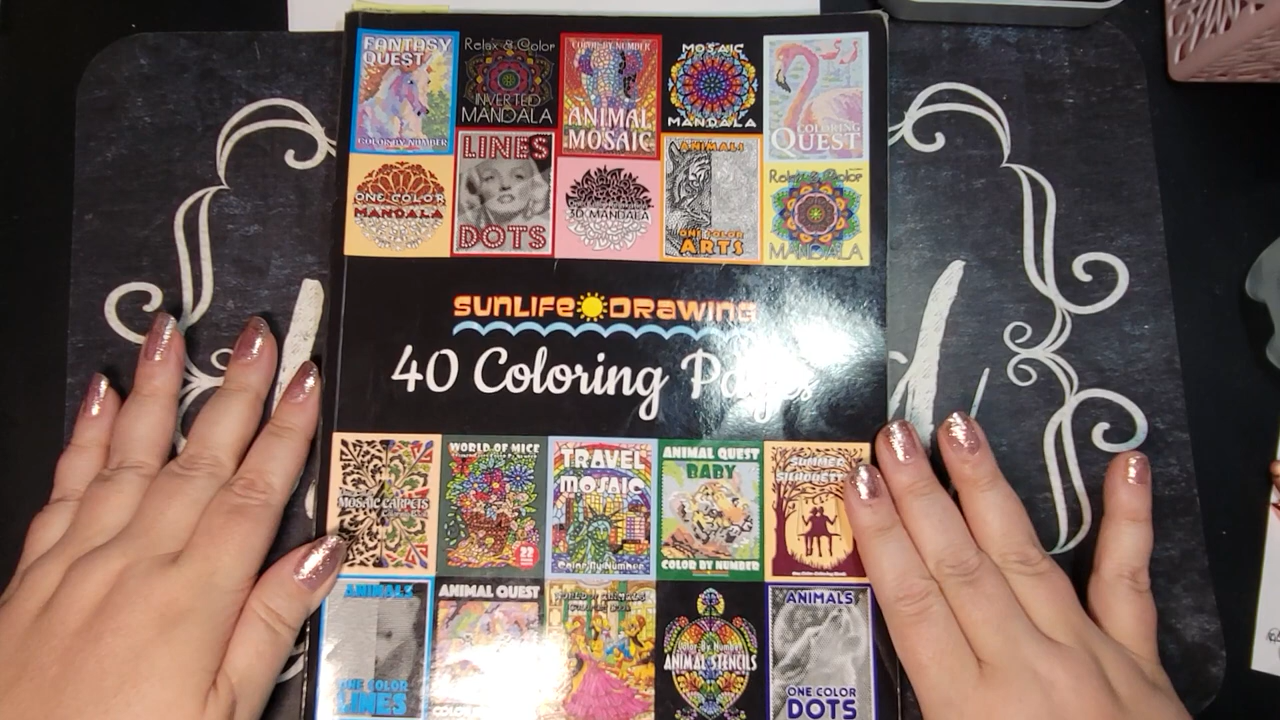 FANTASY
QUEST
COLOR BY NUMBER
Relax & Color
INVERTED
MANDALA
COLOR BY NUMBER
ANIMAL
MOSAIC
MOSAIC
MANDALA
COLORING
QUEST
ONE COLOR
MANDALA
LINES
DOTS
3D MANDALA
ANIMALS
ONE COLOR
ARTS
Relax & Color
MANDALA
SUNLIFE DRAWING
40 Coloring Pages
MOSAIC CARPETS
WORLD OF MICE
22
TRAVEL
MOSAIC
Color By Number
ANIMAL QUEST
BABY
COLOR BY NUMBER
SUMMER
SILHOUETTE
ANIMALS
ONE COLOR
LINES
ANIMAL QUEST
Color By Number
ANIMAL STENCILS
ANIMALS
ONE COLOR
DOTS